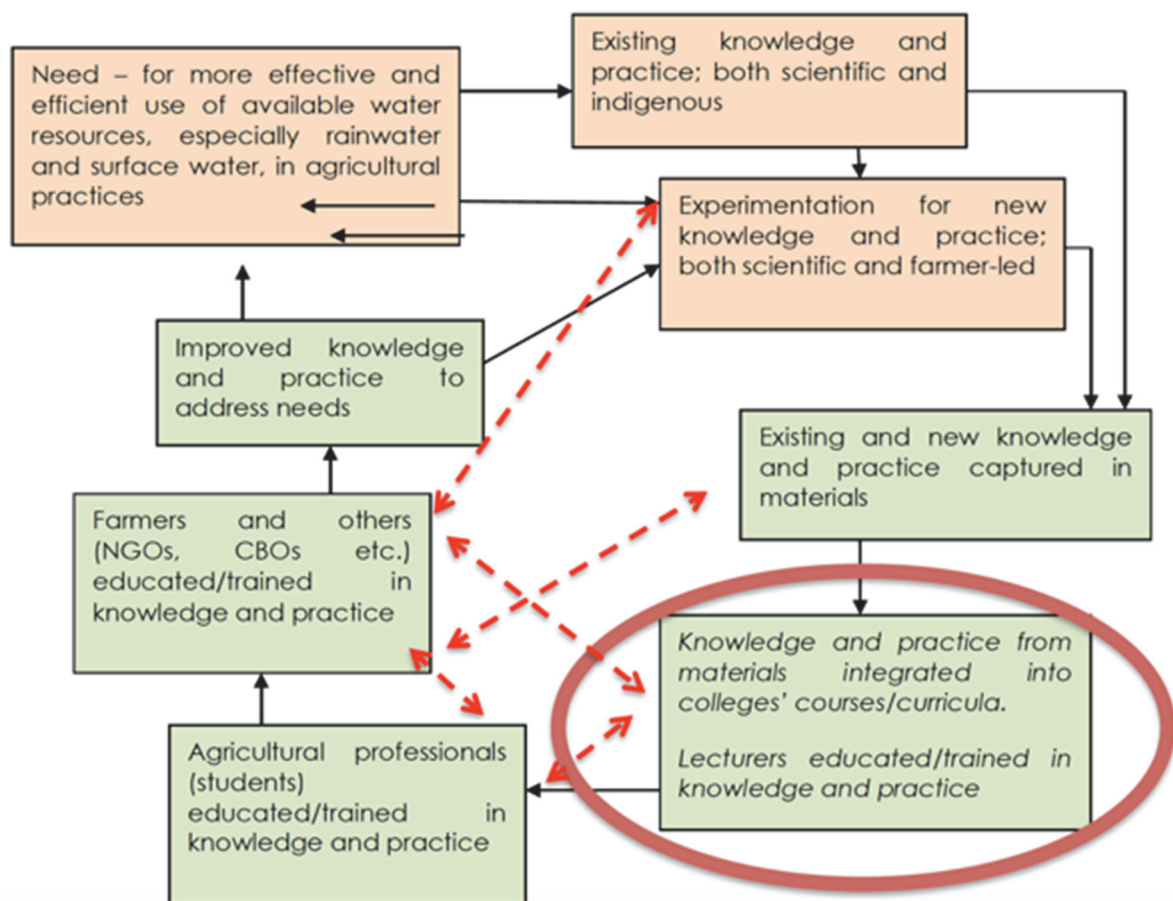 Need – for more effective and
efficient use of available water
resources, especially rainwater
and surface water, in agricultural
practices
Existing knowledge and
practice; both scientific and
indigenous
Experimentation for new
knowledge and practice;
both scientific and farmer-led
Improved knowledge
and practice to
address needs
Existing and new knowledge
and practice captured in
materials
Farmers and others
(NGOs, CBOs etc.)
educated/trained in
knowledge and practice
Knowledge and practice from
materials integrated into
colleges' courses/curricula.
Lecturers educated/trained in
knowledge and practice
Agricultural professionals
(students)
educated/trained in
knowledge and practice